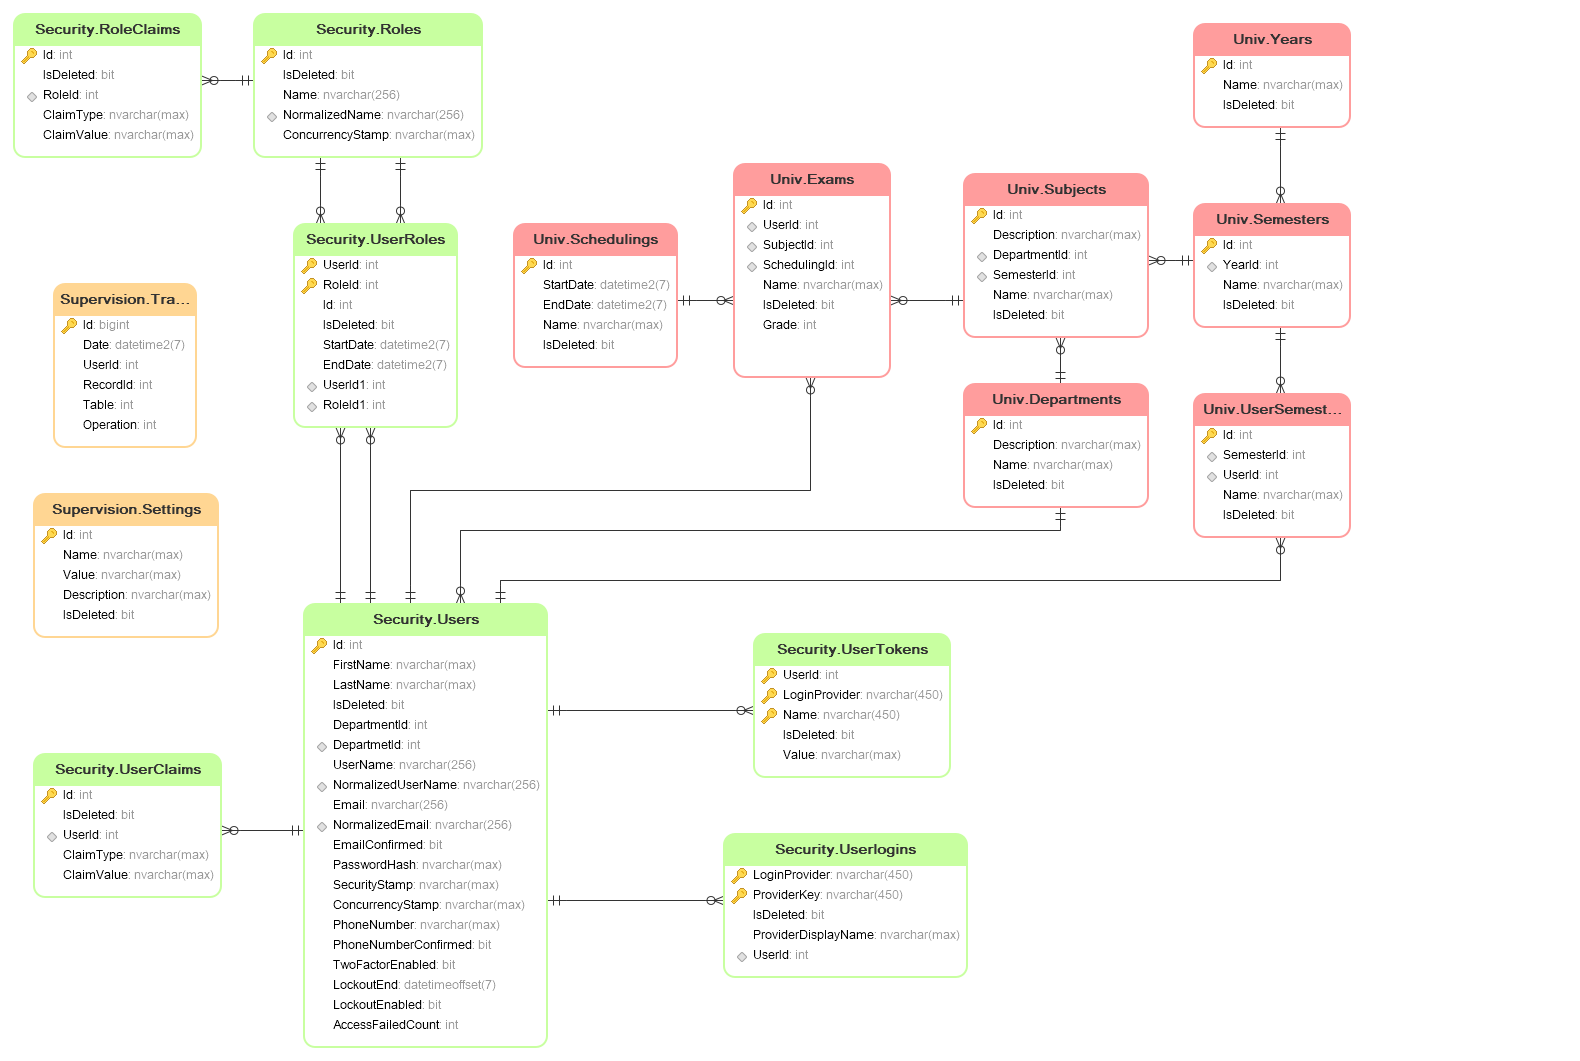 Security.RoleClaims
Id: int
IsDeleted: bit
RoleId: int
ClaimType: nvarchar(max)
ClaimValue: nvarchar(max)
Security.Roles
Id: int
IsDeleted: bit
Name: nvarchar(256)
NormalizedName: nvarchar(256)
ConcurrencyStamp: nvarchar(max)
Univ.Years
Id: int
Name: nvarchar(max)
IsDeleted: bit
Univ.Exams
Id: int
UserId: int
SubjectId: int
SchedulingId: int
Name: nvarchar(max)
IsDeleted: bit
Grade: int
Univ.Subjects
Id: int
Description: nvarchar(max)
DepartmentId: int
SemesterId: int
Name: nvarchar(max)
IsDeleted: bit
Univ.Semesters
Id: int
YearId: int
Name: nvarchar(max)
IsDeleted: bit
Security.UserRoles
UserId: int
RoleId: int
Id: int
IsDeleted: bit
StartDate: datetime2(7)
EndDate: datetime2(7)
UserId1: int
RoleId1: int
Univ.Schedulings
Id: int
StartDate: datetime2(7)
EndDate: datetime2(7)
Name: nvarchar(max)
IsDeleted: bit
Supervision.Tra...
Id: bigint
Date: datetime2(7)
UserId: int
RecordId: int
Table: int
Operation: int
Univ.Departments
Id: int
Description: nvarchar(max)
Name: nvarchar(max)
IsDeleted: bit
Univ.UserSemest...
Id: int
SemesterId: int
UserId: int
Name: nvarchar(max)
IsDeleted: bit
Supervision.Settings
Id: int
Name: nvarchar(max)
Value: nvarchar(max)
Description: nvarchar(max)
IsDeleted: bit
Security.Users
Id: int
FirstName: nvarchar(max)
LastName: nvarchar(max)
IsDeleted: bit
DepartmentId: int
DepartmetId: int
UserName: nvarchar(256)
NormalizedUserName: nvarchar(256)
Email: nvarchar(256)
NormalizedEmail: nvarchar(256)
EmailConfirmed: bit
PasswordHash: nvarchar(max)
SecurityStamp: nvarchar(max)
ConcurrencyStamp: nvarchar(max)
PhoneNumber: nvarchar(max)
PhoneNumberConfirmed: bit
TwoFactorEnabled: bit
LockoutEnd: datetimeoffset(7)
LockoutEnabled: bit
AccessFailedCount: int
Security.UserTokens
UserId: int
LoginProvider: nvarchar(450)
Name: nvarchar(450)
IsDeleted: bit
Value: nvarchar(max)
Security.UserClaims
Id: int
IsDeleted: bit
UserId: int
ClaimType: nvarchar(max)
ClaimValue: nvarchar(max)
Security.Userlogins
LoginProvider: nvarchar(450)
ProviderKey: nvarchar(450)
IsDeleted: bit
ProviderDisplayName: nvarchar(max)
UserId: int